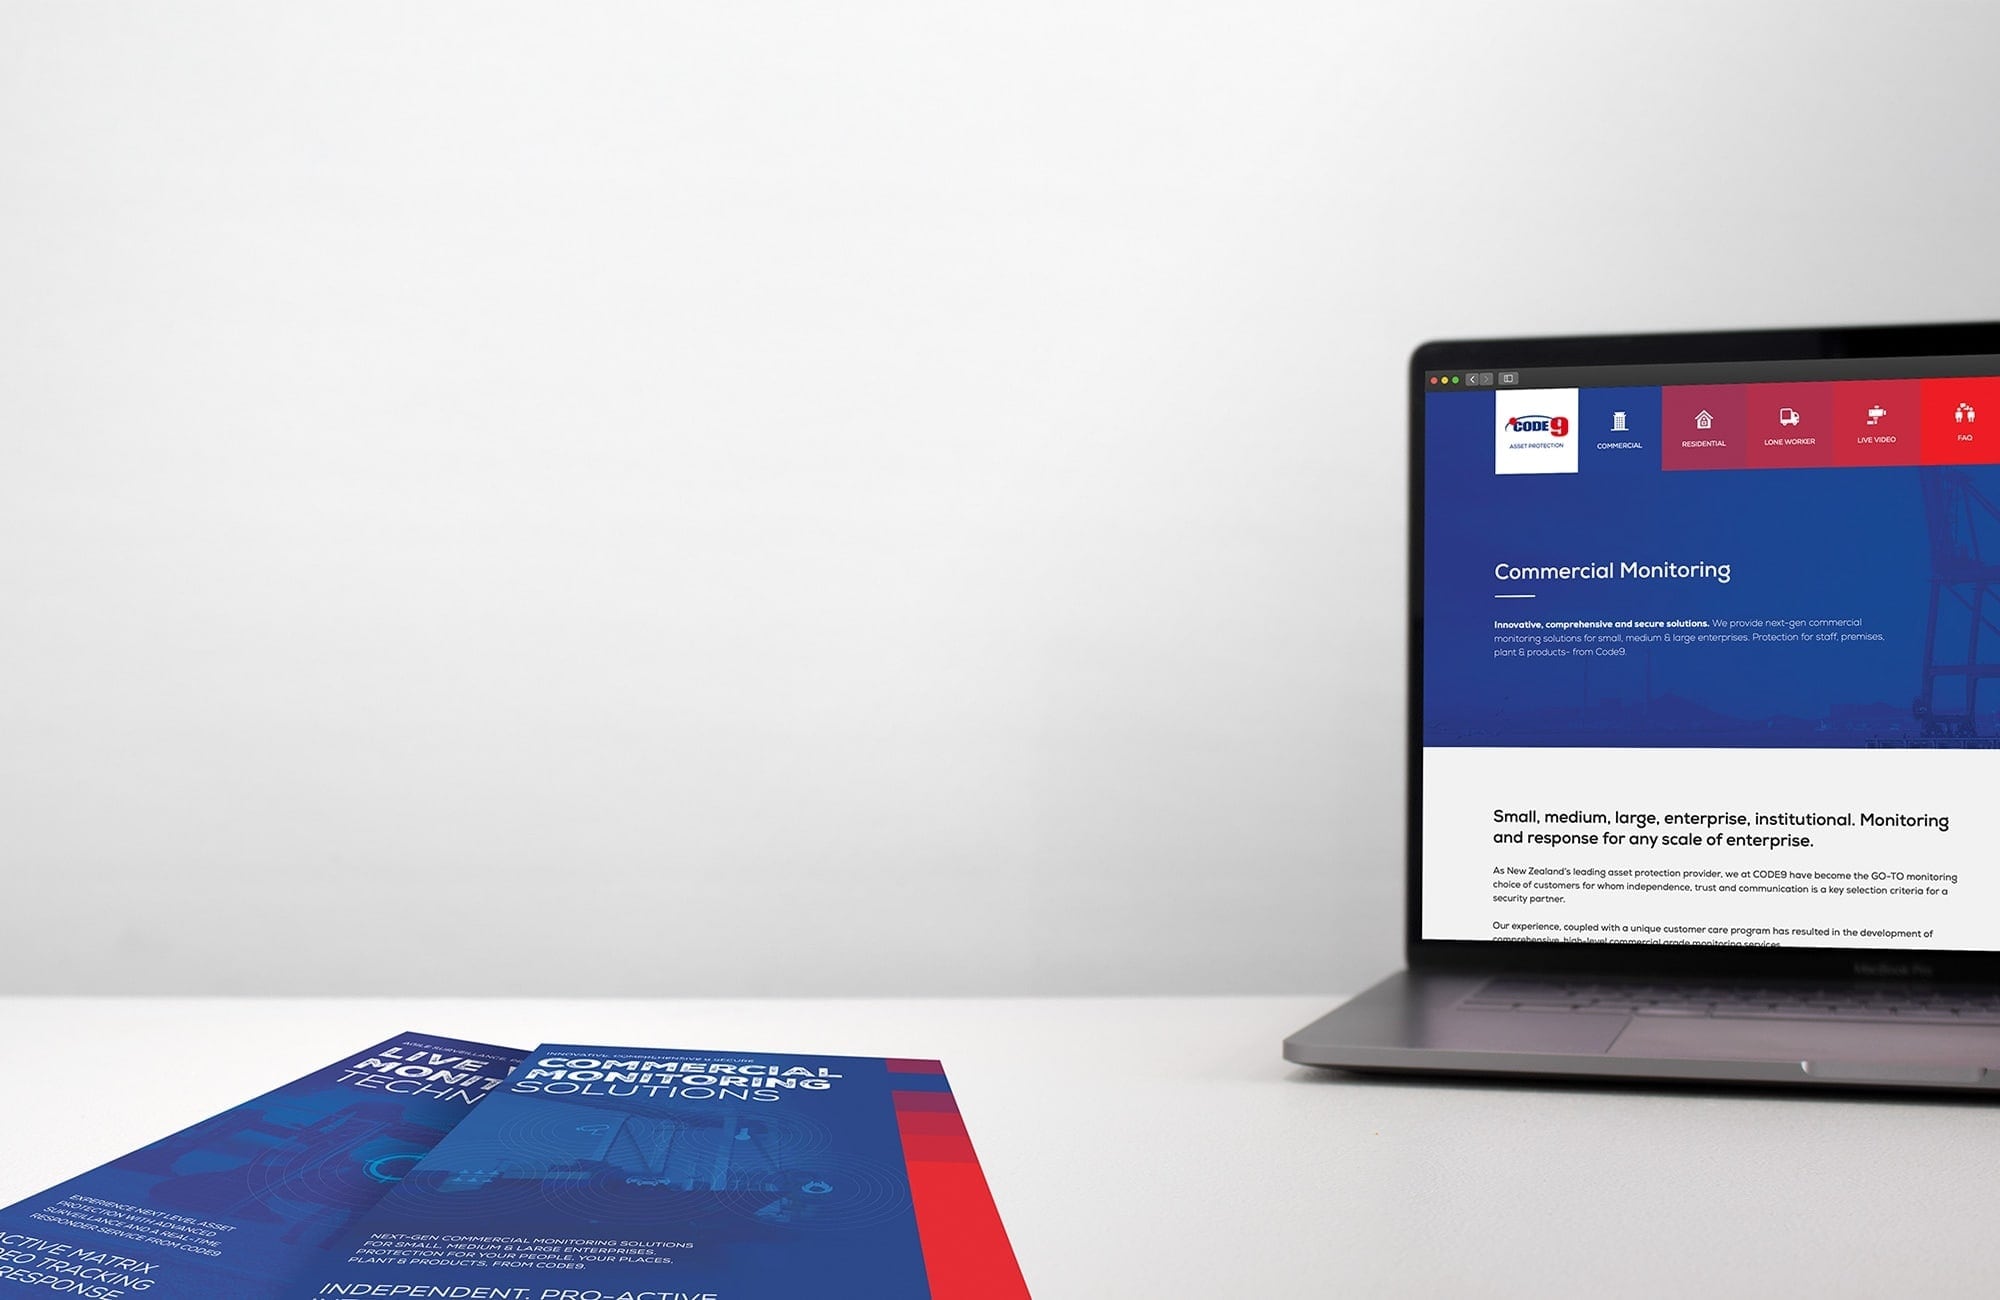 CODE9
ASSET PROTECTION
COMMERCIAL
RESIDENTIAL
LONE WORKER
LIVE VIDEO
FAQ
Commercial Monitoring
Innovative, comprehensive and secure solutions. We provide next-gen commercial
monitoring solutions for small, medium & large enterprises. Protection for staff, premises,
plant & products- from Code9.
Small, medium, large, enterprise, institutional. Monitoring
and response for any scale of enterprise.
As New Zealand's leading asset protection provider, we at CODE9 have become the GO-TO monitoring
choice of customers for whom independence, trust and communication is a key selection criteria for a
security partner.
Our experience, coupled with a unique customer care program has resulted in the development of
comprehensive, high-level commercial grade monitoring services
MacBook Pro
AGILE SURVEILLANCE,
LIVE
MONIT
TECHN
EXPERIENCE NEXT LEVEL ASSET
PROTECTION WITH ADVANCED
SURVEILLANCE AND A REAL-TIME
RESPONDER SERVICE FROM CODE9
ACTIVE MATRIX
DEO TRACKING
RESPONSE
INNOVATIVE, COMPREHENSIVE & SECURE
COMMERCIAL
MONITORING
SOLUTIONS
NEXT-GEN COMMERCIAL MONITORING SOLUTIONS
FOR SMALL, MEDIUM & LARGE ENTERPRISES.
PROTECTION FOR YOUR PEOPLE, YOUR PLACES,
PLANT & PRODUCTS, FROM CODE9.
INDEPENDENT, PRO-ACTIVE